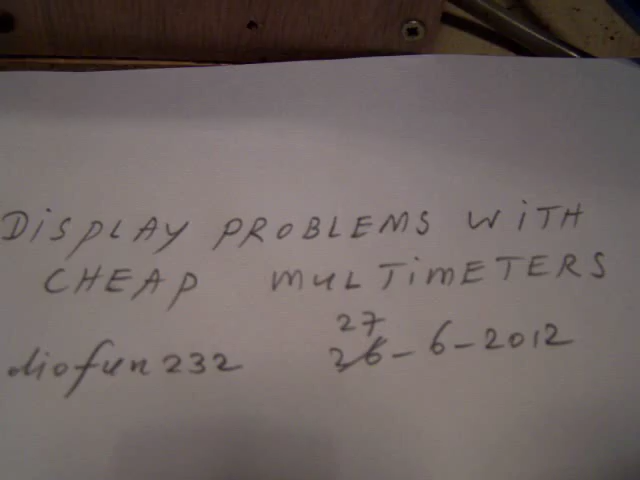 DiSPLAY PROBLEMS WiTH
CHEAP MULTiMETERS
27
diofun232 26-6-2012